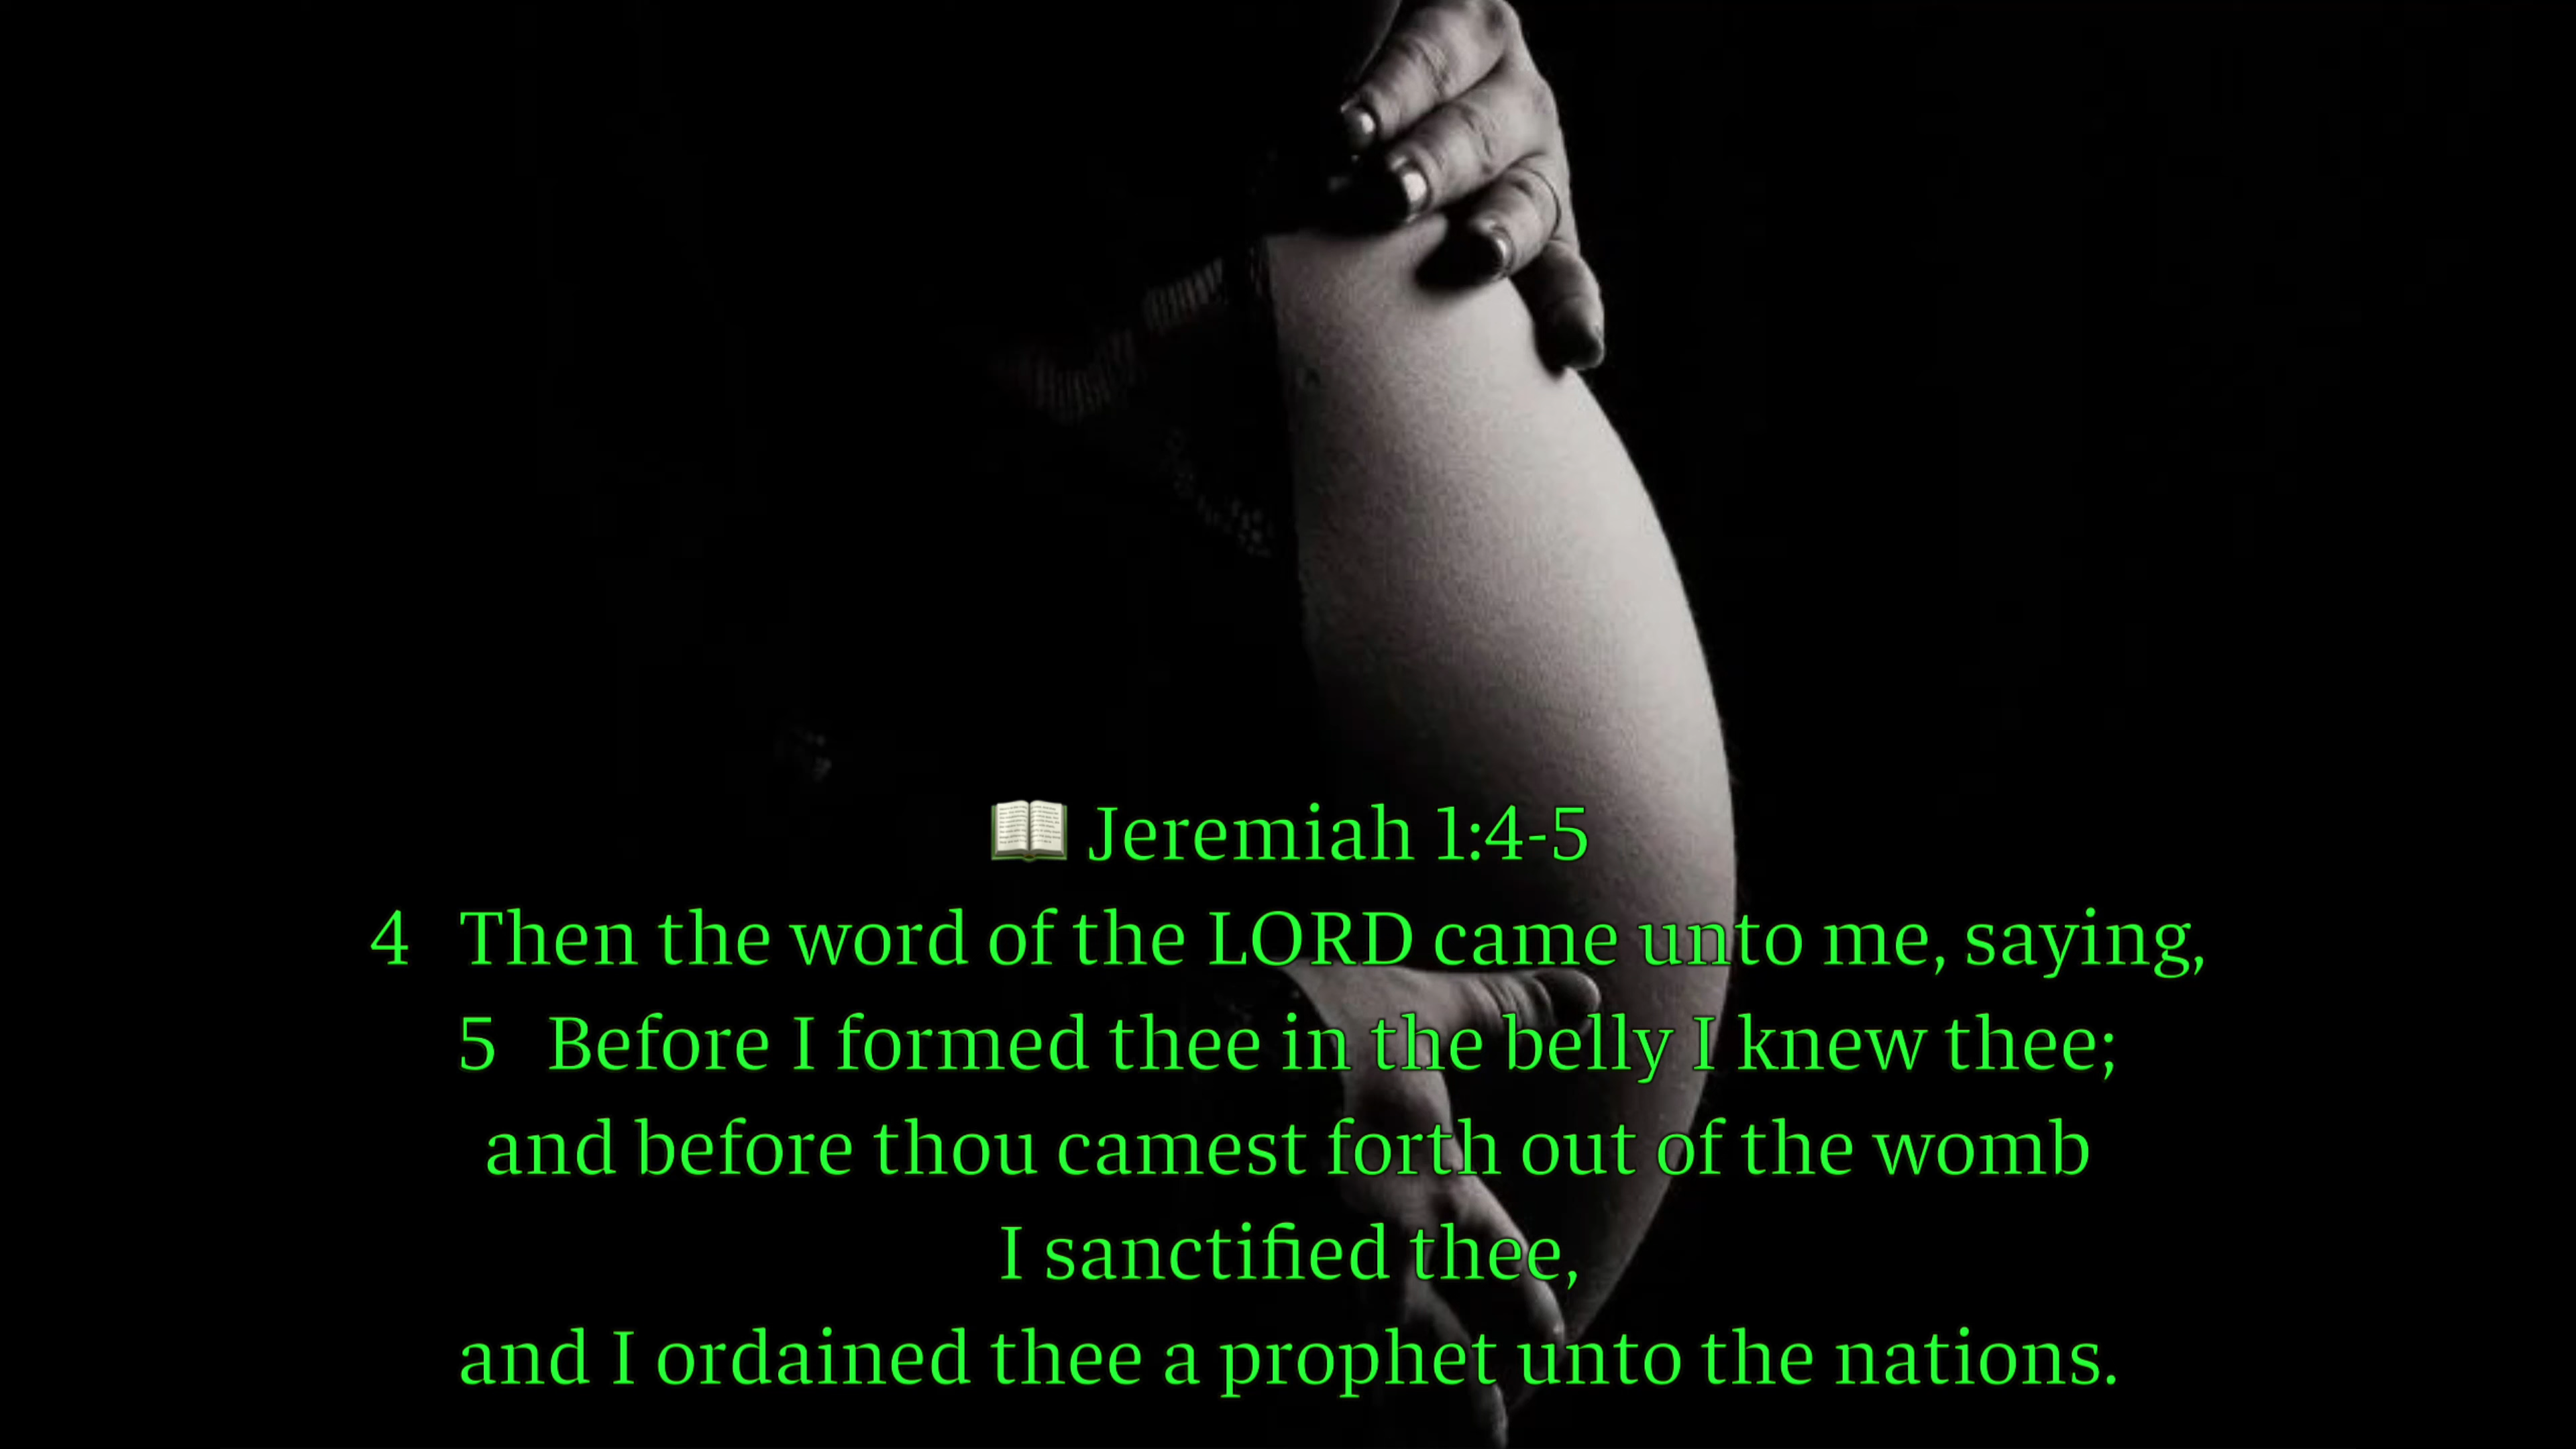 📖 Jeremiah 1:4-5
4 Then the word of the LORD came unto me, saying,
5 Before I formed thee in the belly I knew thee;
and before thou camest forth out of the womb
I sanctified thee,
and I ordained thee a prophet unto the nations.